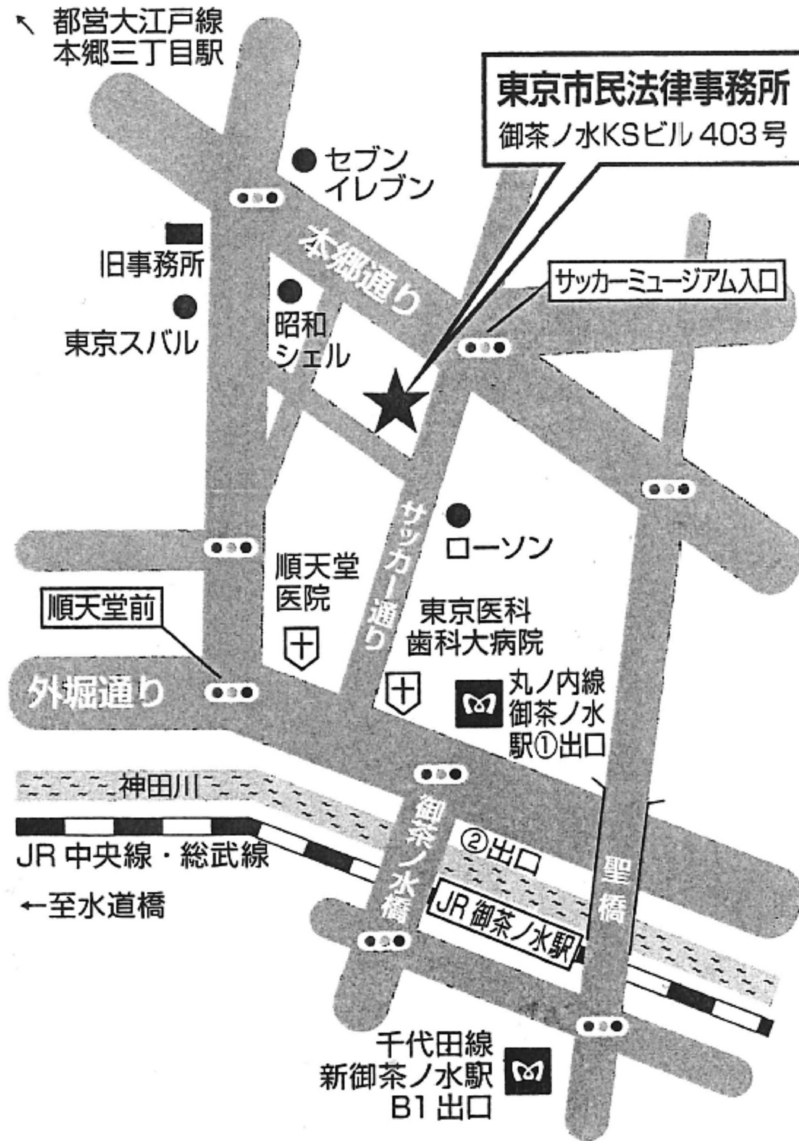 都営大江戸線
本郷三丁目駅
東京市民法律事務所
御茶ノ水KSビル 403号
セブン
イレブン
本郷通り
旧事務所
サッカーミュージアム入口
東京スバル
昭和
シェル
サッカー通り
ローソン
順天堂
医院
順天堂前
東京医科
歯科大病院
外堀通り
丸ノ内線
御茶ノ水
駅①出口
神田川
御茶ノ水橋
②出口
聖橋
JR 中央線・総武線
←至水道橋
JR 御茶ノ水駅
千代田線
新御茶ノ水駅
B1 出口